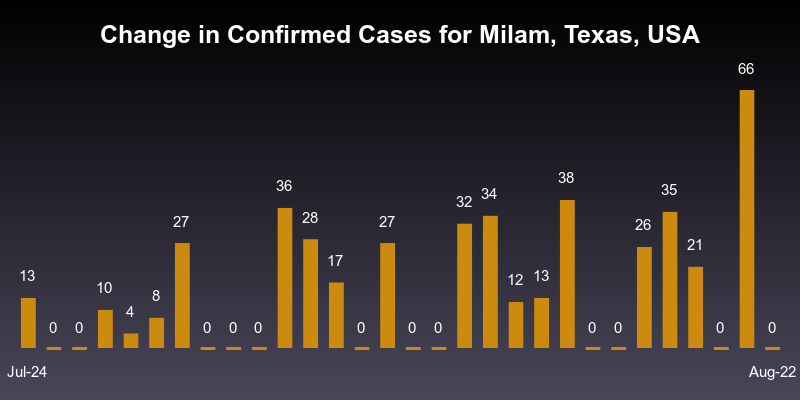 Change in Confirmed Cases for Milam, Texas, USA
13 0 0 10 4 8 27 0 0 0 36 28 17 0 27 0 0 32 34 12 13 38 0 0 26 35 21 0 66 0
Jul-24 Aug-22